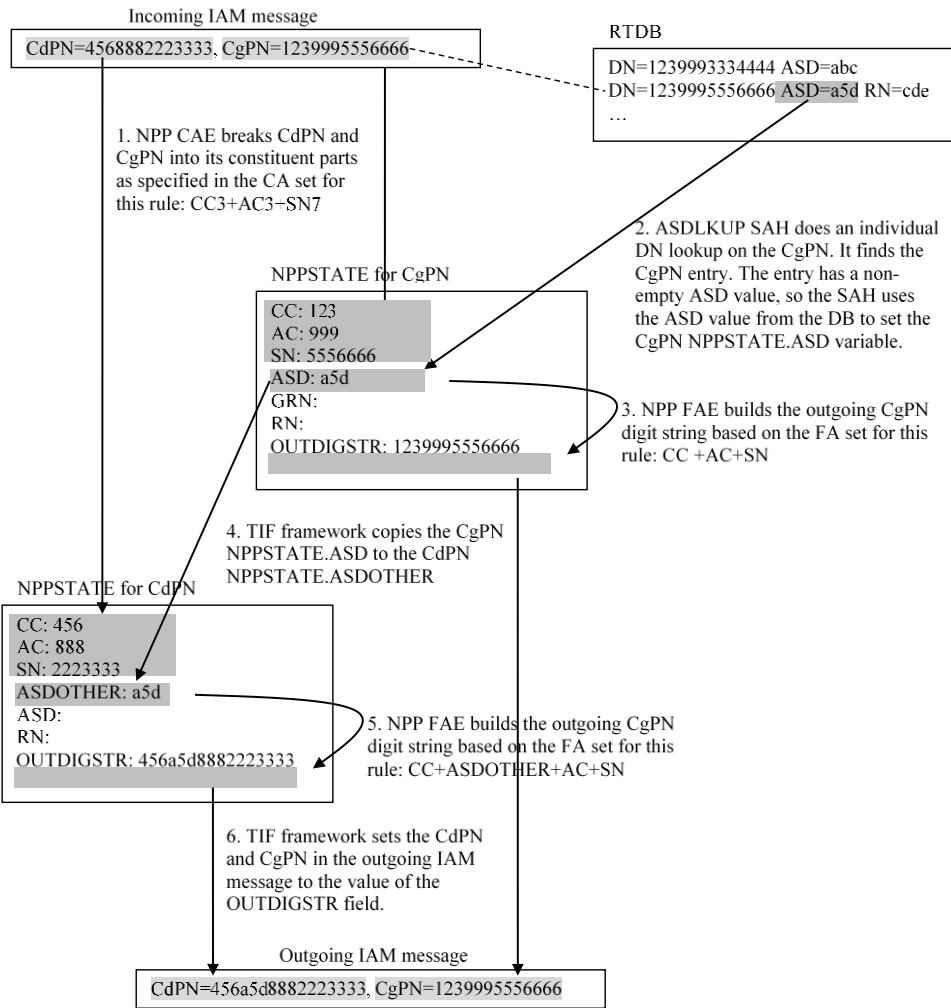 Incoming IAM message
CdPN=4568882223333, CgPN=1239995556666
RTDB
DN=1239993334444 ASD=abc
DN=1239995556666 ASD=a5d RN=cde
…
1. NPP CAE breaks CdPN and
CgPN into its constituent parts
as specified in the CA set for
this rule: CC3+AC3+SN7
2. ASDLKUP SAH does an individual
DN lookup on the CgPN. It finds the
CgPN entry. The entry has a non-
empty ASD value, so the SAH uses
the ASD value from the DB to set the
CgPN NPPSTATE.ASD variable.
NPPSTATE for CgPN
CC: 123
AC: 999
SN: 5556666
ASD: a5d
GRN:
RN:
OUTDIGSTR: 1239995556666
3. NPP FAE builds the outgoing CgPN
digit string based on the FA set for this
rule: CC +AC+SN
4. TIF framework copies the CgPN
NPPSTATE.ASD to the CdPN
NPPSTATE.ASDOTHER
NPPSTATE for CdPN
CC: 456
AC: 888
SN: 2223333
ASDOTHER: a5d
ASD:
RN:
OUTDIGSTR: 456a5d8882223333
5. NPP FAE builds the outgoing CgPN
digit string based on the FA set for this
rule: CC+ASDOTHER+AC+SN
6. TIF framework sets the CdPN
and CgPN in the outgoing IAM
message to the value of the
OUTDIGSTR field.
Outgoing IAM message
CdPN=456a5d8882223333, CgPN=1239995556666